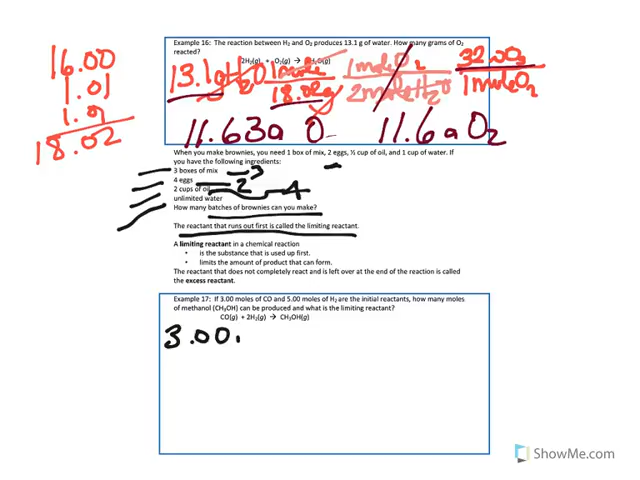 16.00
1.01
1.01
18.02
Example 16: The reaction between H₂ and O₂ produces 13.1 g of water. How many grams of O₂
reacted?
2H₂(g) + O₂(g) → 2H₂O(g)
13.1g H₂O 1 mole 1 mole O₂ 32.00
18.02g 2 mole H₂O 1 mole O₂
11.63 11.6 O₂
When you make brownies, you need 1 box of mix, 2 eggs, ½ cup of oil, and 1 cup of water. If
you have the following ingredients:
3 boxes of mix 3
4 eggs 2
2 cups of oil 4
unlimited water
How many batches of brownies can you make?
The reactant that runs out first is called the limiting reactant.
A limiting reactant in a chemical reaction
• is the substance that is used up first.
• limits the amount of product that can form.
The reactant that does not completely react and is left over at the end of the reaction is called
the excess reactant.
Example 17: If 3.00 moles of CO and 5.00 moles of H₂ are the initial reactants, how many moles
of methanol (CH₃OH) can be produced and what is the limiting reactant?
CO(g) + 2H₂(g) → CH₃OH(g)
3.00
ShowMe.com